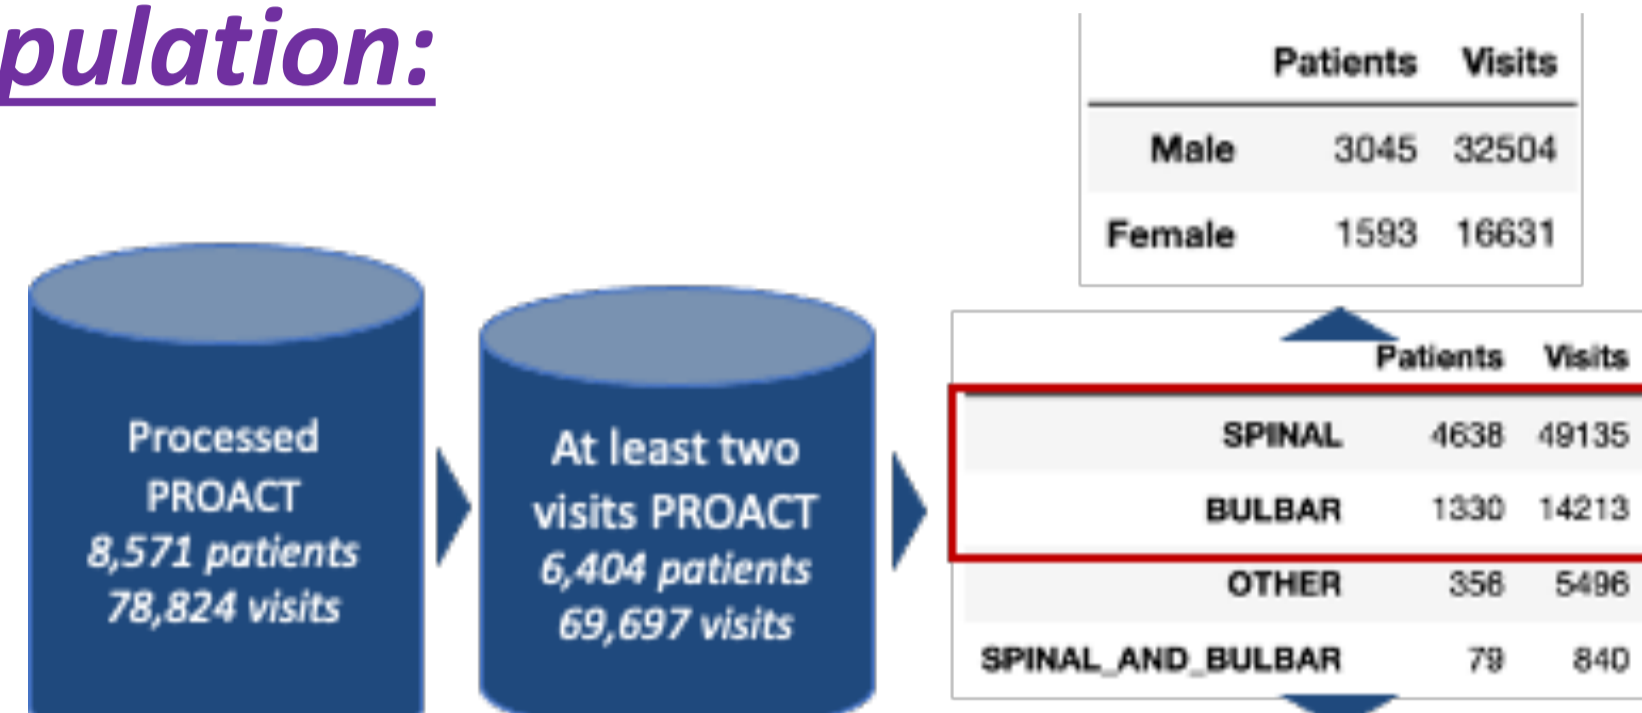 pulation:
Patients Visits
Male 3045 32504
Female 1593 16631
Processed
PROACT
8,571 patients
78,824 visits
At least two
visits PROACT
6,404 patients
69,697 visits
Patients Visits
SPINAL 4638 49135
BULBAR 1330 14213
OTHER 356 5496
SPINAL_AND_BULBAR 79 840